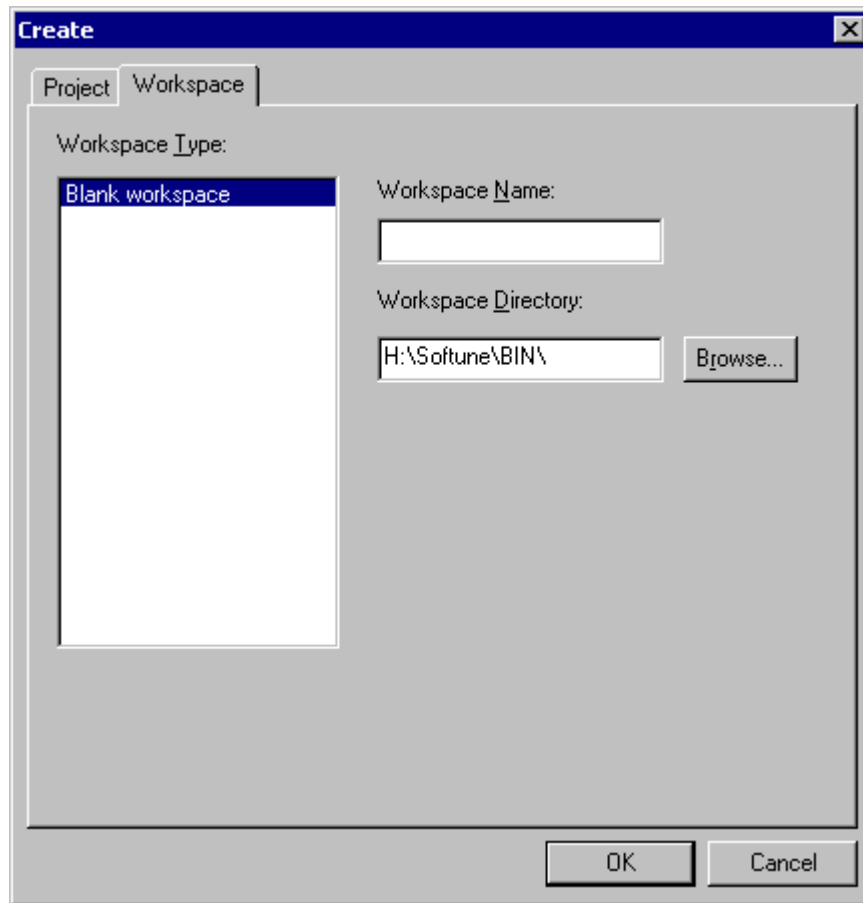 Create
Project Workspace
Workspace Type:
Blank workspace
Workspace Name:
Workspace Directory:
H:\Softune\BIN\
Browse...
OK Cancel